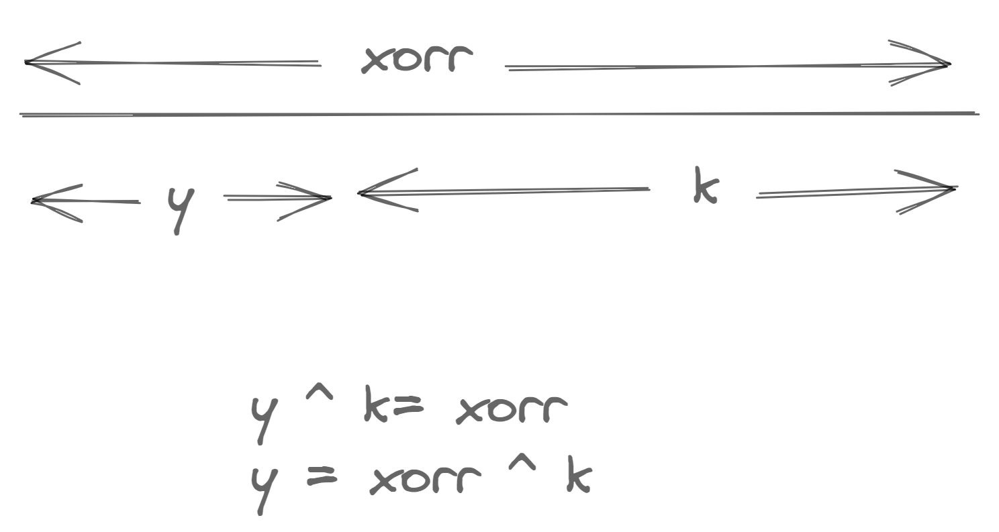 xorr
y k
y ^ k= xorr
y = xorr ^ k